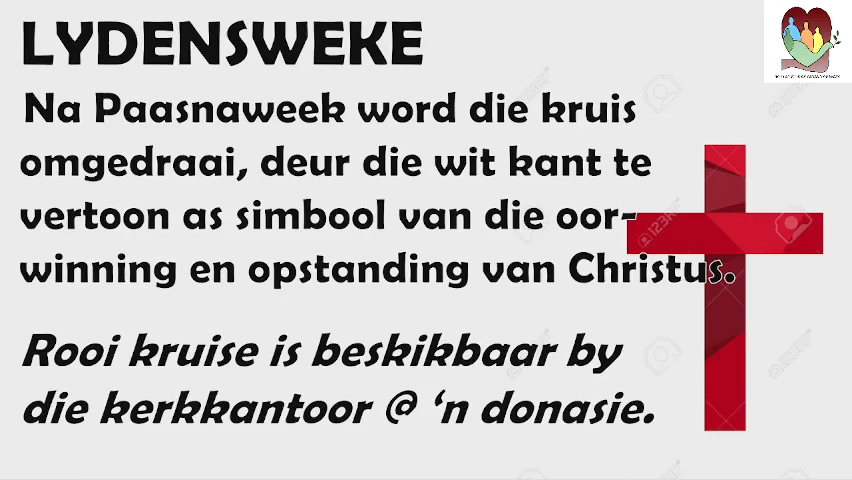 LYDENSWEKE
Na Paasnaweek word die kruis
omgedraai, deur die wit kant te
vertoon as simbool van die oor-
winning en opstanding van Christus.
Rooi kruise is beskikbaar by
die kerkkantoor @ ‘n donasie.